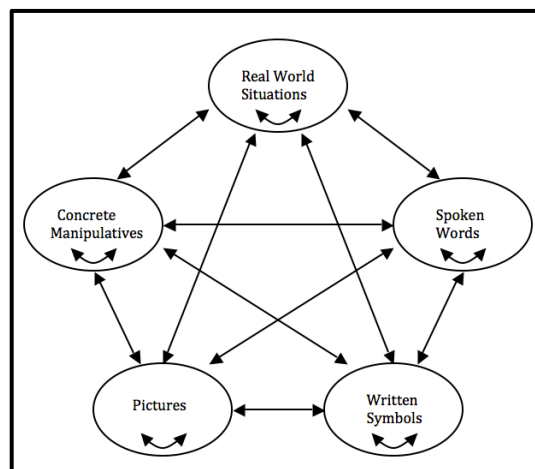 Real World
Situations
Concrete
Manipulatives
Spoken
Words
Pictures
Written
Symbols